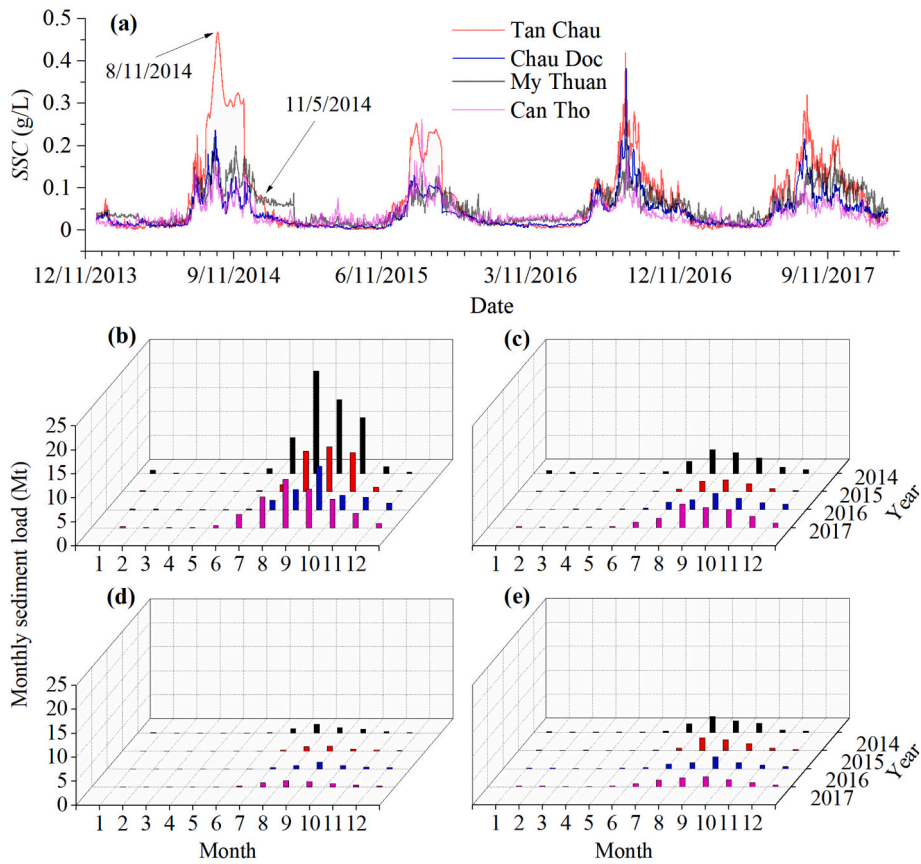 (a)
Tan Chau
Chau Doc
My Thuan
Can Tho
8/11/2014
11/5/2014
SSC (g/L)
0.5
0.4
0.3
0.2
0.1
0
12/11/2013
9/11/2014
6/11/2015
3/11/2016
12/11/2016
9/11/2017
Date
(b)
(c)
Monthly sediment load (Mt)
25
20
15
10
5
0
1 2 3 4 5 6 7 8 9 10 11 12
1 2 3 4 5 6 7 8 9 10 11 12
2014
2015
2016
2017
Year
(d)
(e)
25
20
15
10
5
0
1 2 3 4 5 6 7 8 9 10 11 12
1 2 3 4 5 6 7 8 9 10 11 12
2014
2015
2016
2017
Year
Month
Month